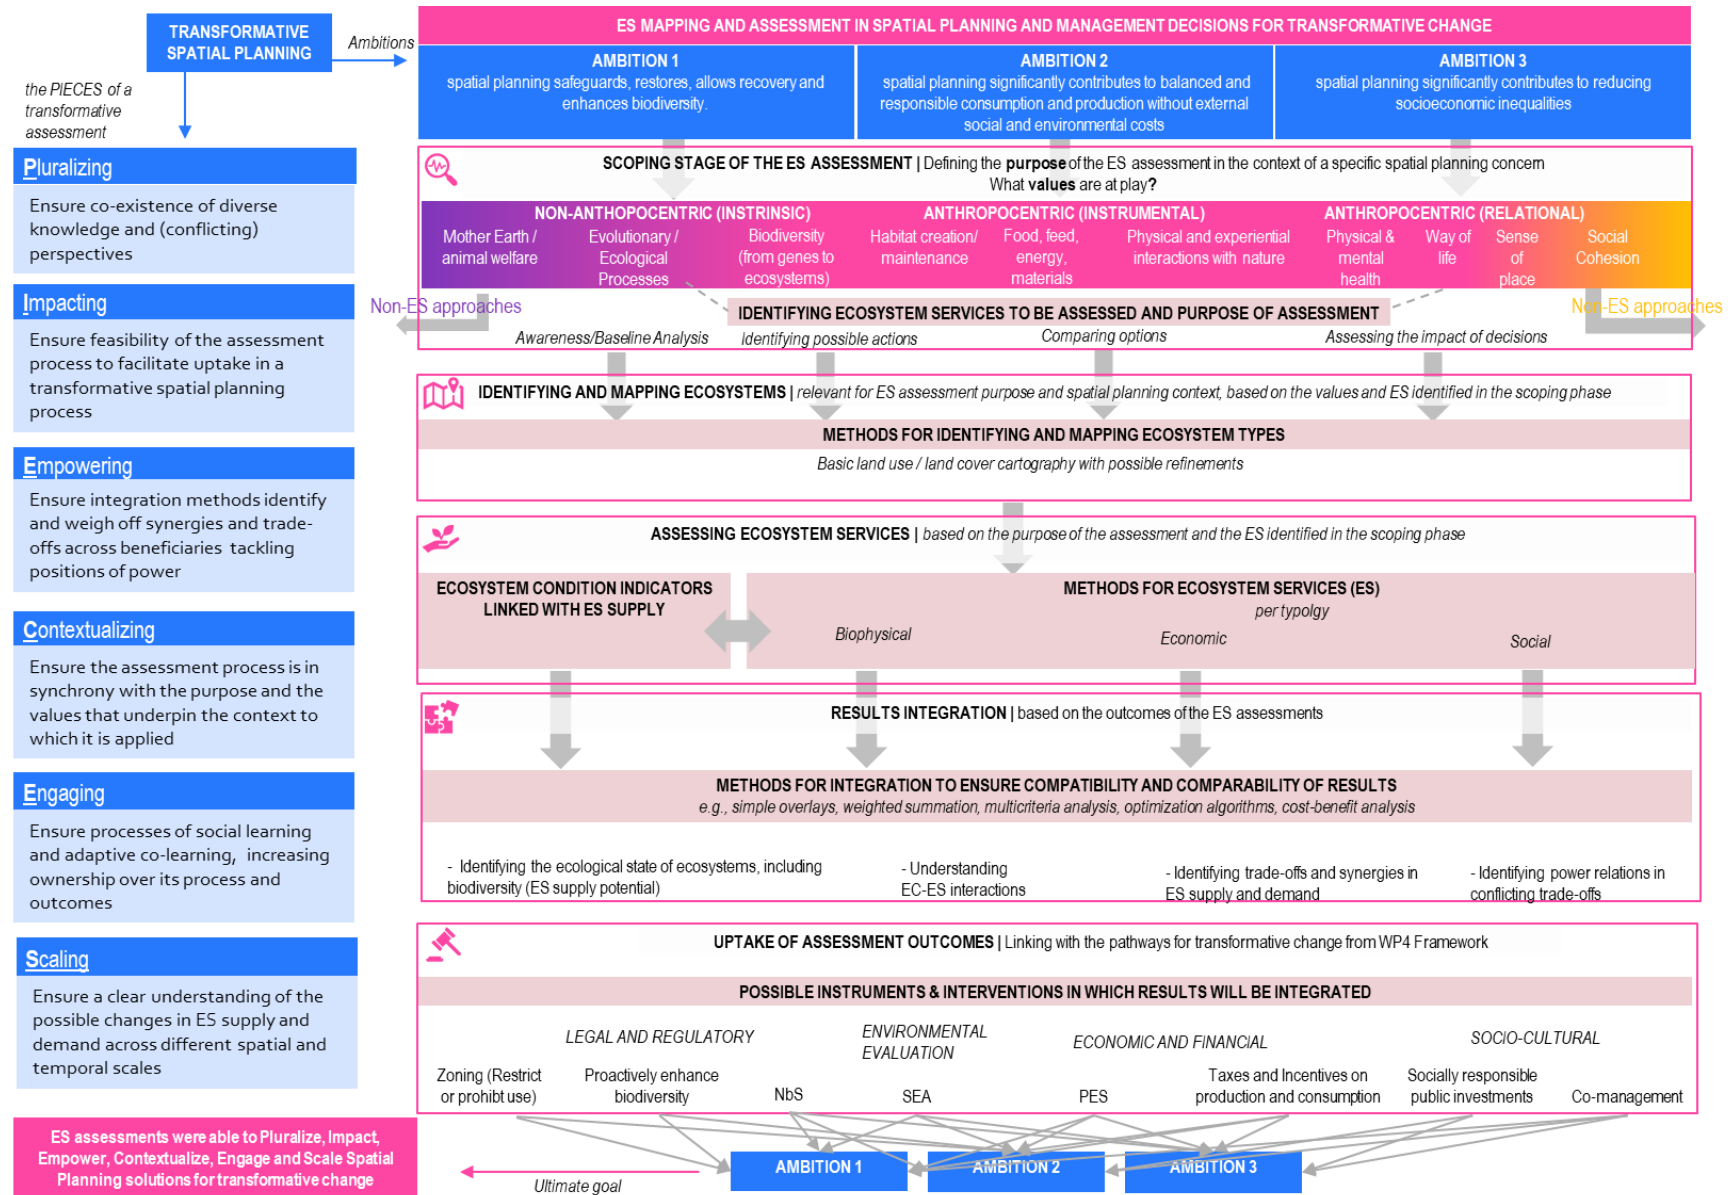 TRANSFORMATIVE
SPATIAL PLANNING
Ambitions
the PIECES of a
transformative
assessment
Pluralizing
Ensure co-existence of diverse
knowledge and (conflicting)
perspectives
Impacting
Ensure feasibility of the assessment
process to facilitate uptake in a
transformative spatial planning
process
Empowering
Ensure integration methods identify
and weigh off synergies and trade-
offs across beneficiaries tackling
positions of power
Contextualizing
Ensure the assessment process is in
synchrony with the purpose and the
values that underpin the context to
which it is applied
Engaging
Ensure processes of social learning
and adaptive co-learning, increasing
ownership over its process and
outcomes
Scaling
Ensure a clear understanding of the
possible changes in ES supply and
demand across different spatial and
temporal scales
ES assessments were able to Pluralize, Impact,
Empower, Contextualize, Engage and Scale Spatial
Planning solutions for transformative change
ES MAPPING AND ASSESSMENT IN SPATIAL PLANNING AND MANAGEMENT DECISIONS FOR TRANSFORMATIVE CHANGE
AMBITION 1
spatial planning safeguards, restores, allows recovery and
enhances biodiversity.
AMBITION 2
spatial planning significantly contributes to balanced and
responsible consumption and production without external
social and environmental costs
AMBITION 3
spatial planning significantly contributes to reducing
socioeconomic inequalities
SCOPING STAGE OF THE ES ASSESSMENT | Defining the purpose of the ES assessment in the context of a specific spatial planning concern
What values are at play?
NON-ANTHOPOCENTRIC (INSTRINSIC)
Mother Earth /
animal welfare
Evolutionary /
Ecological
Processes
Biodiversity
(from genes to
ecosystems)
ANTHROPOCENTRIC (INSTRUMENTAL)
Habitat creation/
maintenance
Food, feed,
energy,
materials
Physical and experiential
interactions with nature
ANTHROPOCENTRIC (RELATIONAL)
Physical &
mental
health
Way of
life
Sense
of
place
Social
Cohesion
Non-ES approaches
Non-ES approaches
IDENTIFYING ECOSYSTEM SERVICES TO BE ASSESSED AND PURPOSE OF ASSESSMENT
Awareness/Baseline Analysis
Identifying possible actions
Comparing options
Assessing the impact of decisions
IDENTIFYING AND MAPPING ECOSYSTEMS | relevant for ES assessment purpose and spatial planning context, based on the values and ES identified in the scoping phase
METHODS FOR IDENTIFYING AND MAPPING ECOSYSTEM TYPES
Basic land use / land cover cartography with possible refinements
ASSESSING ECOSYSTEM SERVICES | based on the purpose of the assessment and the ES identified in the scoping phase
ECOSYSTEM CONDITION INDICATORS
LINKED WITH ES SUPPLY
METHODS FOR ECOSYSTEM SERVICES (ES)
per typolgy
Biophysical
Economic
Social
RESULTS INTEGRATION | based on the outcomes of the ES assessments
METHODS FOR INTEGRATION TO ENSURE COMPATIBILITY AND COMPARABILITY OF RESULTS
e.g., simple overlays, weighted summation, multicriteria analysis, optimization algorithms, cost-benefit analysis
- Identifying the ecological state of ecosystems, including
biodiversity (ES supply potential)
- Understanding
EC-ES interactions
- Identifying trade-offs and synergies in
ES supply and demand
- Identifying power relations in
conflicting trade-offs
UPTAKE OF ASSESSMENT OUTCOMES | Linking with the pathways for transformative change from WP4 Framework
POSSIBLE INSTRUMENTS & INTERVENTIONS IN WHICH RESULTS WILL BE INTEGRATED
LEGAL AND REGULATORY
ENVIRONMENTAL
EVALUATION
ECONOMIC AND FINANCIAL
SOCIO-CULTURAL
Zoning (Restrict
or prohibt use)
Proactively enhance
biodiversity
NbS
SEA
PES
Taxes and Incentives on
production and consumption
Socially responsible
public investments
Co-management
AMBITION 1
AMBITION 2
AMBITION 3
Ultimate goal